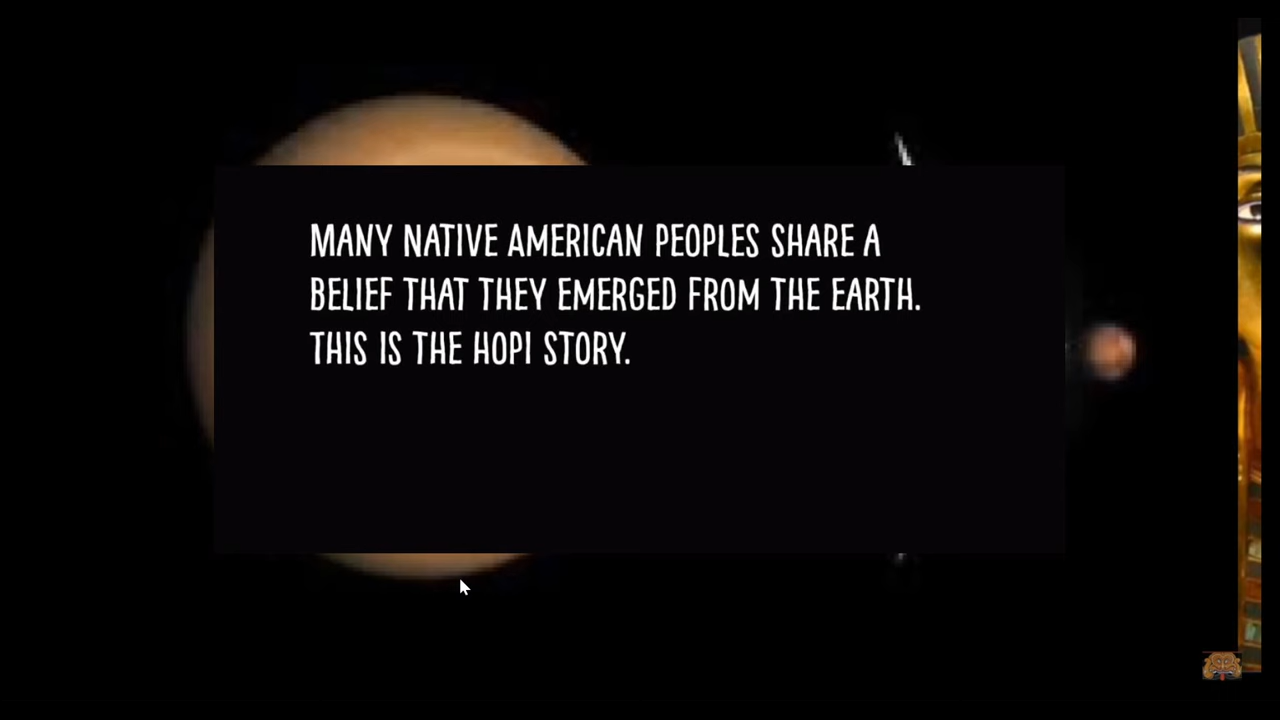 MANY NATIVE AMERICAN PEOPLES SHARE A
BELIEF THAT THEY EMERGED FROM THE EARTH.
THIS IS THE HOPI STORY.